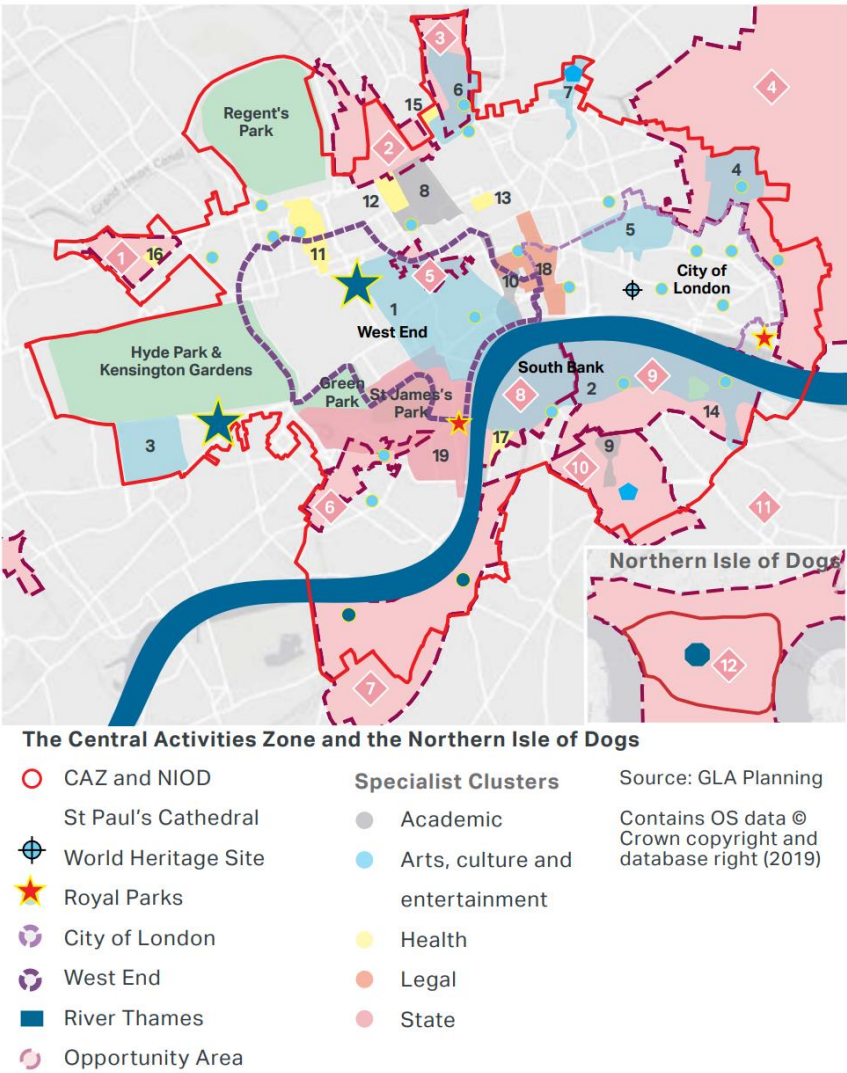 3
4
15
6
7
Regent's
Park
2
4
Grand Union Canal
12
8
13
1
16
11
5
5
10
18
City of
London
1
West End
Hyde Park &
Kensington Gardens
Green
Park
St James's
Park
South Bank
2
9
8
14
3
17
9
19
10
6
11
Northern Isle of Dogs
12
7
The Central Activities Zone and the Northern Isle of Dogs
CAZ and NIOD
St Paul's Cathedral
World Heritage Site
Royal Parks
City of London
West End
River Thames
Opportunity Area
Specialist Clusters
Academic
Arts, culture and
entertainment
Health
Legal
State
Source: GLA Planning
Contains OS data ©
Crown copyright and
database right (2019)